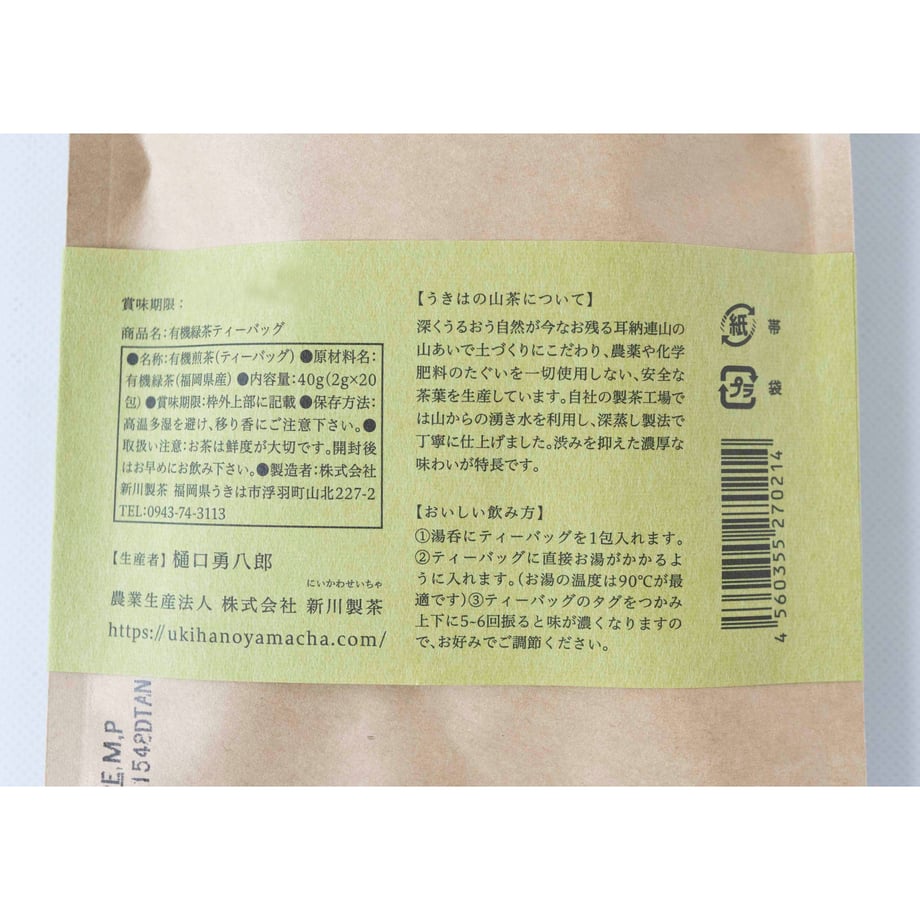 賞味期限：
商品名：有機緑茶ティーバッグ
●名称：有機煎茶(ティーバッグ) ●原材料名：
有機緑茶(福岡県産) ●内容量：40g(2g×20
包) ●賞味期限：枠外上部に記載 ●保存方法：
高温多湿を避け、移り香にご注意下さい。●
取扱い注意：お茶は鮮度が大切です。開封後
はお早めにお飲み下さい。●製造者：株式会社
新川製茶 福岡県うきは市浮羽町山北227-2
TEL：0943-74-3113
【生産者】樋口勇八郎
にいかわせいちゃ
農業生産法人 株式会社 新川製茶
https://ukihanoyamacha.com/
【うきはの山茶について】
深くうるおう自然が今なお残る耳納連山の
山あいで土づくりにこだわり、農薬や化学
肥料のたぐいを一切使用しない、安全な
茶葉を生産しています。自社の製茶工場で
は山からの湧き水を利用し、深蒸し製法で
丁寧に仕上げました。渋みを抑えた濃厚な
味わいが特長です。
【おいしい飲み方】
①湯呑にティーバッグを1包入れます。
②ティーバッグに直接お湯がかかるよ
うに入れます。(お湯の温度は90℃が最
適です)③ティーバッグのタグをつかみ
上下に5-6回振ると味が濃くなりますの
で、お好みでご調節ください。
紙 帯
プラ 袋
4 560355 270214
E,M,P
1549DTAN